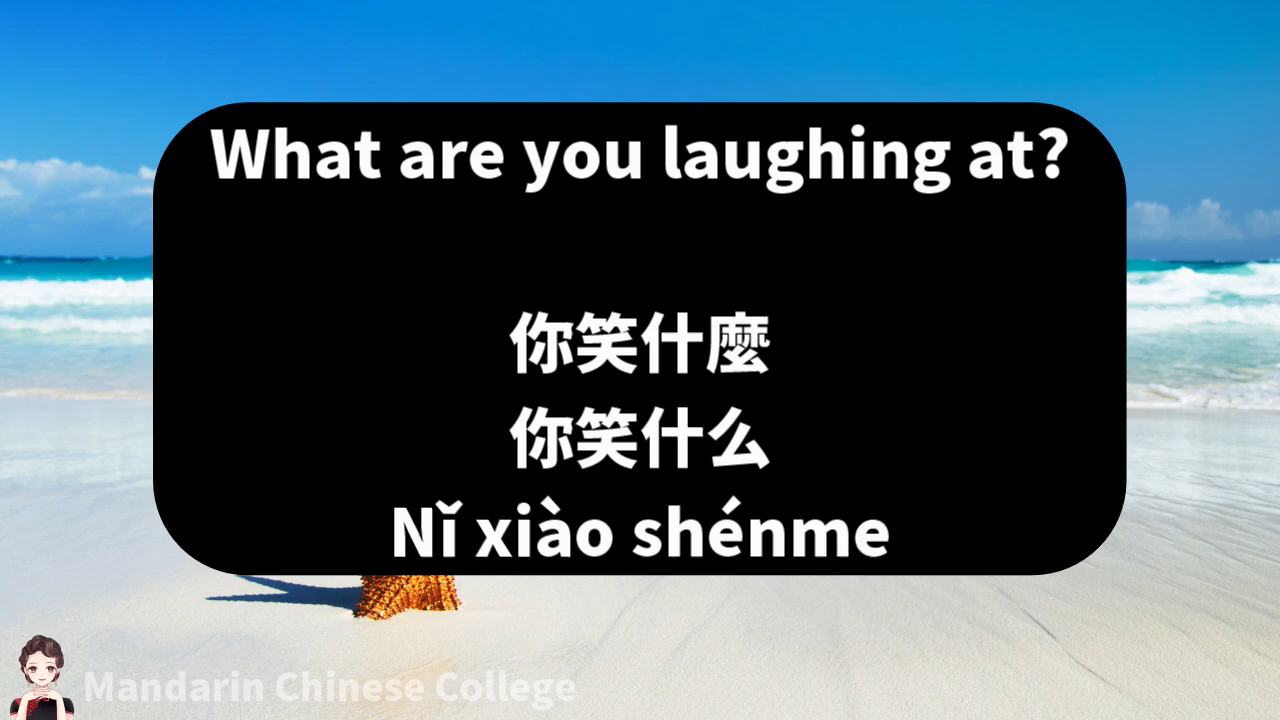 What are you laughing at?
你笑什麼
你笑什么
Nǐ xiào shénme
Mandarin Chinese College